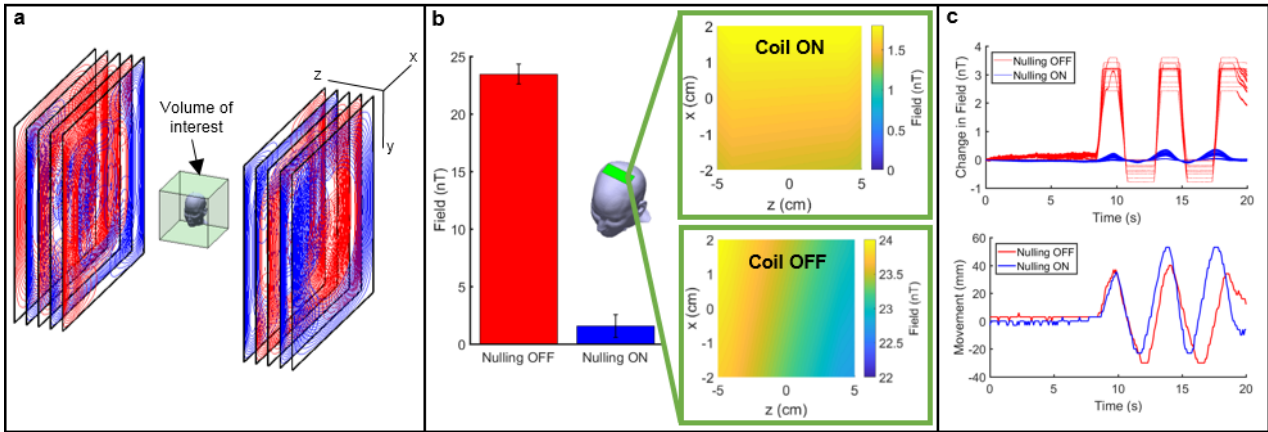 a
z
x
y
Volume of
interest
b
25
20
15
10
5
0
Field (nT)
Nulling OFF
Nulling ON
Coil ON
2
1
0
-1
-2
x (cm)
-5
0
5
z (cm)
1.5
1
0.5
0
Field (nT)
Coil OFF
2
1
0
-1
-2
x (cm)
-5
0
5
z (cm)
24
23.5
23
22.5
22
Field (nT)
c
4
3
2
1
0
-1
Change in Field (nT)
Nulling OFF
Nulling ON
0
5
10
15
20
Time (s)
60
40
20
0
-20
-40
Movement (mm)
Nulling OFF
Nulling ON
0
5
10
15
20
Time (s)